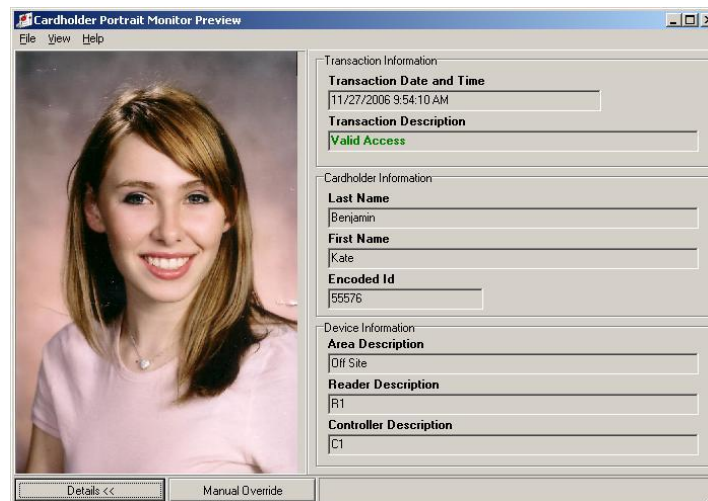 Cardholder Portrait Monitor Preview
File View Help
Transaction Information
Transaction Date and Time
11/27/2006 9:54:10 AM
Transaction Description
Valid Access
Cardholder Information
Last Name
Benjamin
First Name
Kate
Encoded Id
55576
Device Information
Area Description
Off Site
Reader Description
R1
Controller Description
C1
Details << Manual Override